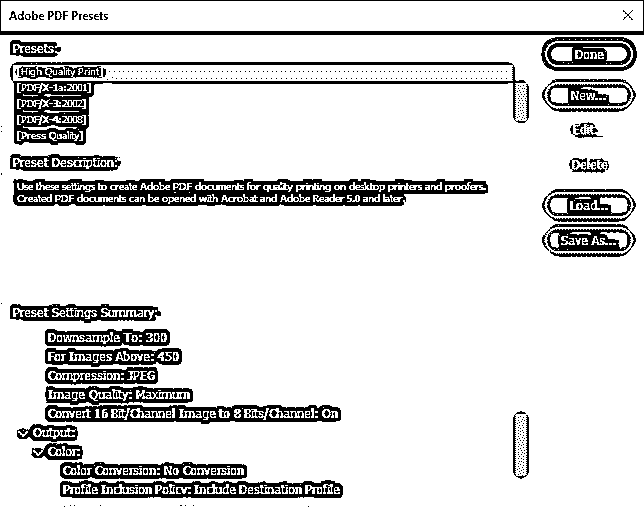 Adobe PDF Presets
Presets:
Done
[High Quality Print]
[PDF/X-1a:2001]
New...
[PDF/X-3:2002]
[PDF/X-4:2008]
Edit...
[Press Quality]
Preset Description:
Delete
Use these settings to create Adobe PDF documents for quality printing on desktop printers and proofers.
Created PDF documents can be opened with Acrobat and Adobe Reader 5.0 and later.
Load...
Save As...
Preset Settings Summary:
Downsample To: 300
For Images Above: 450
Compression: JPEG
Image Quality: Maximum
Convert 16 Bit/Channel Image to 8 Bits/Channel: On
Output:
Color:
Color Conversion: No Conversion
Profile Inclusion Policy: Include Destination Profile